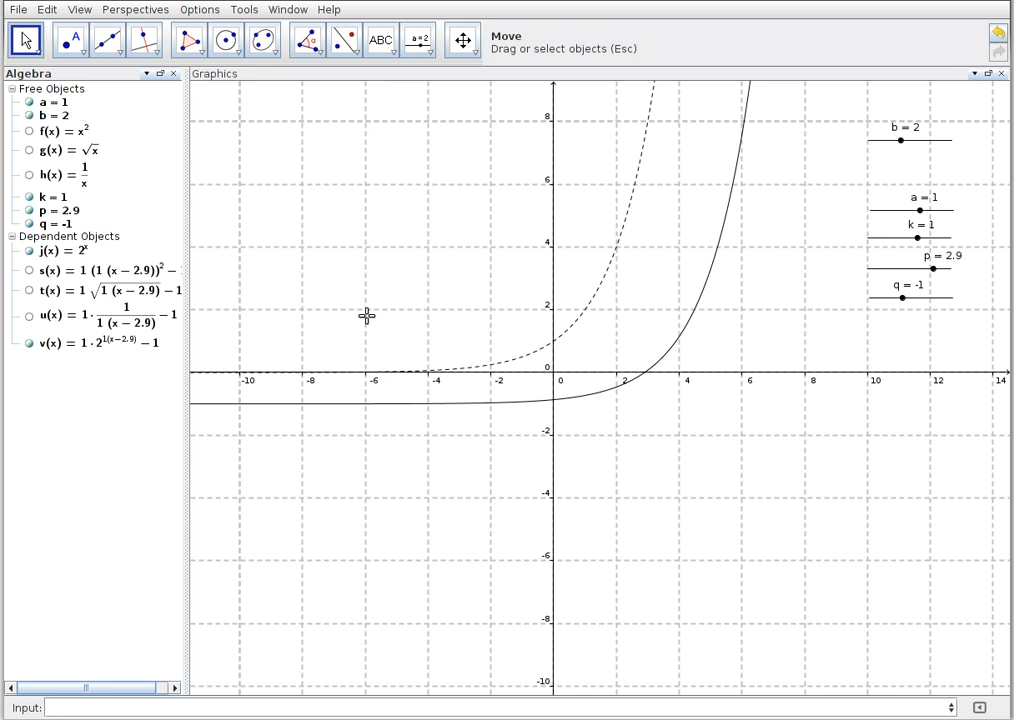 File Edit View Perspectives Options Tools Window Help
A
ABC
a = 2
Move
Drag or select objects (Esc)
Algebra
Graphics
Free Objects
a = 1
b = 2
f(x) = x²
g(x) = √x
h(x) = 1/x
k = 1
p = 2.9
q = -1
Dependent Objects
j(x) = 2ˣ
s(x) = 1 (1 (x − 2.9))² −
t(x) = 1 √(1 (x − 2.9)) − 1
u(x) = 1 · 1/(1 (x − 2.9)) − 1
v(x) = 1 · 2^1(x−2.9) − 1
8
6
4
2
0
-10 -8 -6 -4 -2 0 2 4 6 8 10 12 14
-2
-4
-6
-8
-10
b = 2
a = 1
k = 1
p = 2.9
q = -1
Input: